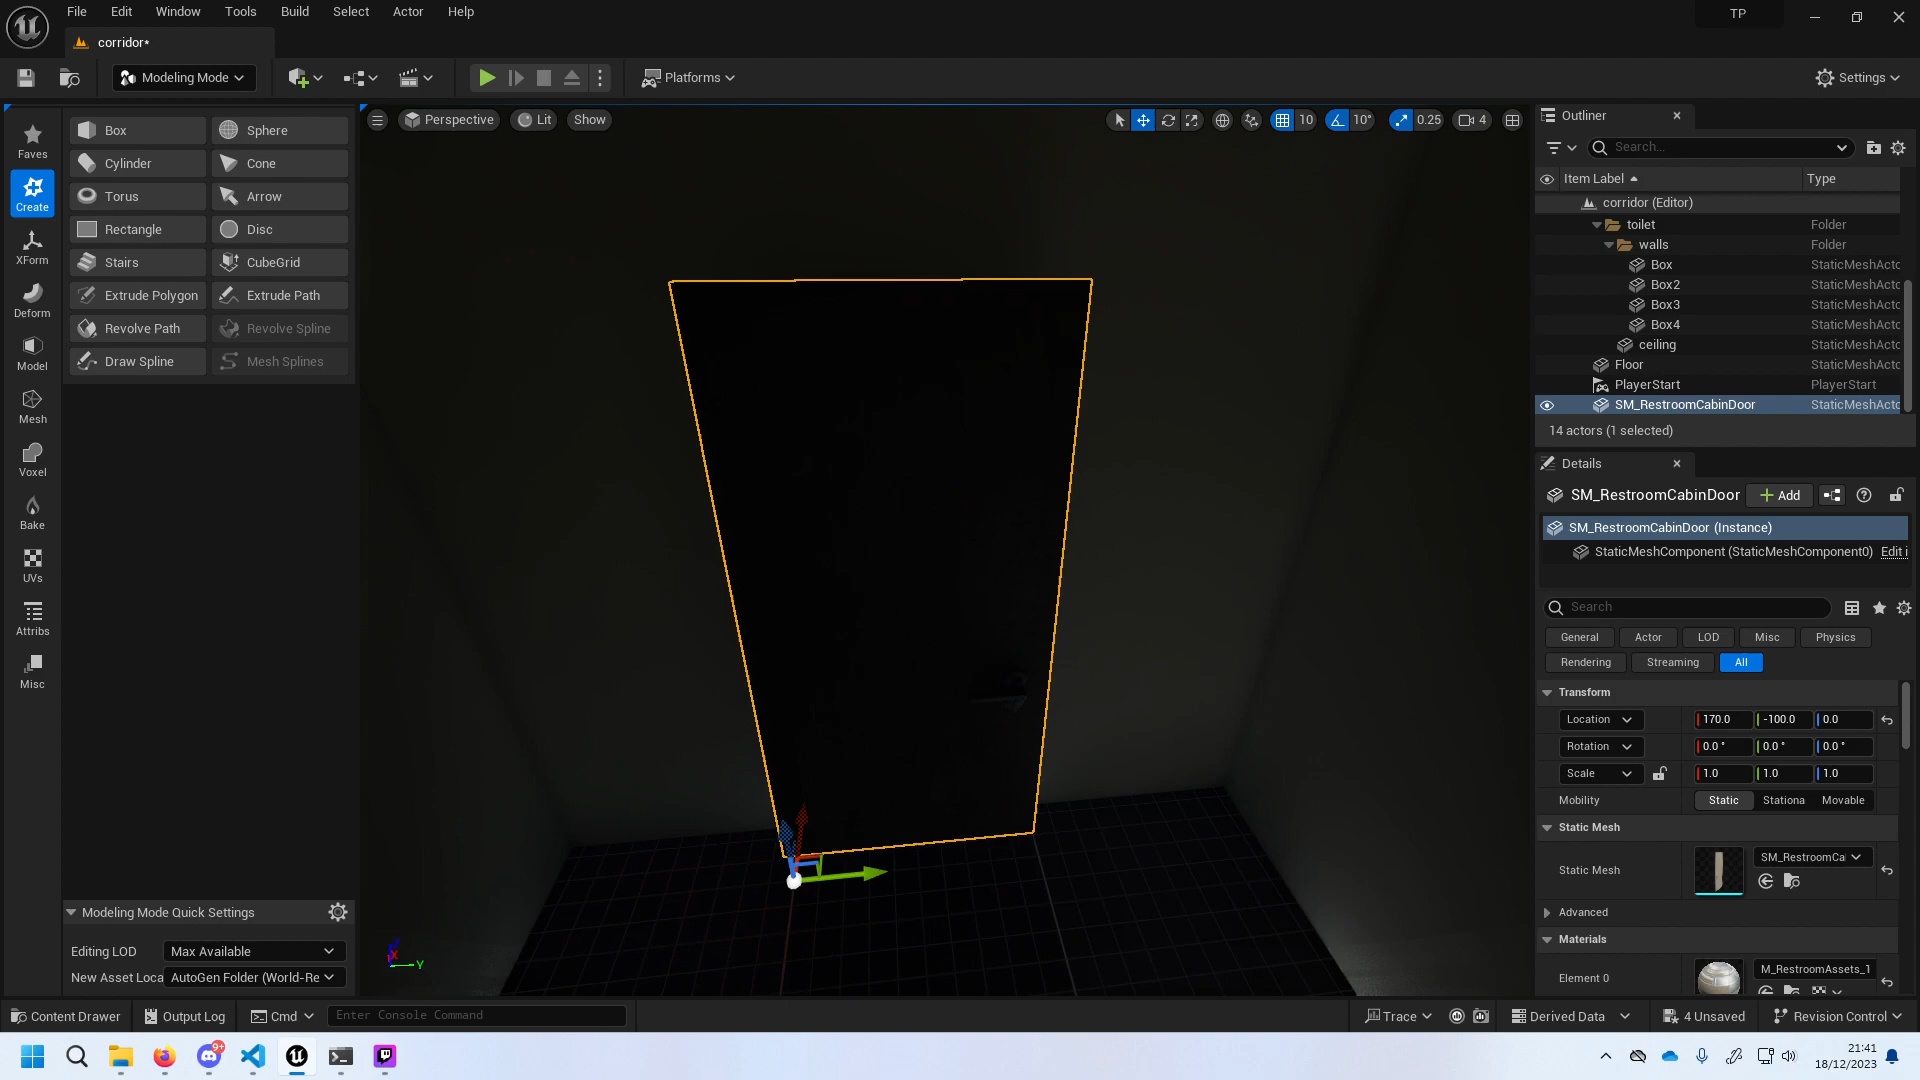 File Edit Window Tools Build Select Actor Help
TP
corridor*
Modeling Mode
Platforms
Settings
Faves
Create
XForm
Deform
Model
Mesh
Voxel
Bake
UVs
Attribs
Misc
Box Sphere
Cylinder Cone
Torus Arrow
Rectangle Disc
Stairs CubeGrid
Extrude Polygon Extrude Path
Revolve Path Revolve Spline
Draw Spline Mesh Splines
Modeling Mode Quick Settings
Editing LOD Max Available
New Asset Loca AutoGen Folder (World-Re
Perspective Lit Show
10 10° 0.25 4
X
Y
Outliner
Search...
Item Label Type
corridor (Editor)
toilet Folder
walls Folder
Box StaticMeshActo
Box2 StaticMeshActo
Box3 StaticMeshActo
Box4 StaticMeshActo
ceiling StaticMeshActo
Floor StaticMeshActo
PlayerStart PlayerStart
SM_RestroomCabinDoor StaticMeshActo
14 actors (1 selected)
Details
SM_RestroomCabinDoor Add
SM_RestroomCabinDoor (Instance)
StaticMeshComponent (StaticMeshComponent0) Edit i
Search
General Actor LOD Misc Physics
Rendering Streaming All
Transform
Location 170.0 -100.0 0.0
Rotation 0.0 ° 0.0 ° 0.0 °
Scale 1.0 1.0 1.0
Mobility Static Stationa Movable
Static Mesh
Static Mesh SM_RestroomCa
Advanced
Materials
Element 0 M_RestroomAssets_1
Content Drawer Output Log Cmd Enter Console Command
Trace Derived Data 4 Unsaved Revision Control
9+
21:41
18/12/2023